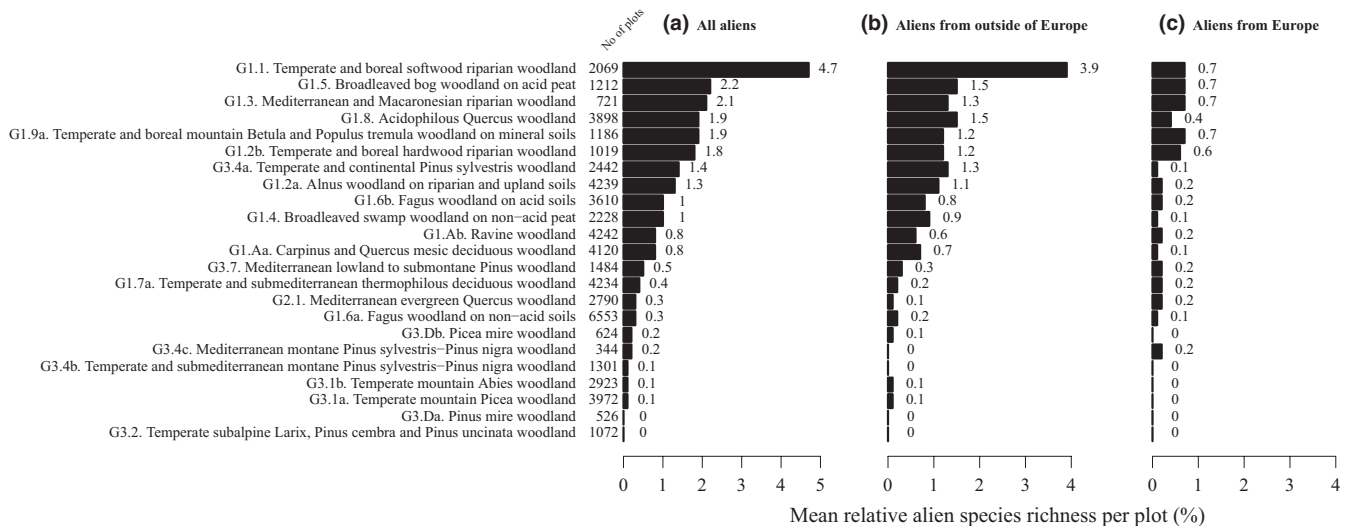 No of plots (a) All aliens (b) Aliens from outside of Europe (c) Aliens from Europe
G1.1. Temperate and boreal softwood riparian woodland 2069 4.7 3.9 0.7
G1.5. Broadleaved bog woodland on acid peat 1212 2.2 1.5 0.7
G1.3. Mediterranean and Macaronesian riparian woodland 721 2.1 1.3 0.7
G1.8. Acidophilous Quercus woodland 3898 1.9 1.5 0.4
G1.9a. Temperate and boreal mountain Betula and Populus tremula woodland on mineral soils 1186 1.9 1.2 0.7
G1.2b. Temperate and boreal hardwood riparian woodland 1019 1.8 1.2 0.6
G3.4a. Temperate and continental Pinus sylvestris woodland 2442 1.4 1.3 0.1
G1.2a. Alnus woodland on riparian and upland soils 4239 1.3 1.1 0.2
G1.6b. Fagus woodland on acid soils 3610 1 0.8 0.2
G1.4. Broadleaved swamp woodland on non−acid peat 2228 1 0.9 0.1
G1.Ab. Ravine woodland 4242 0.8 0.6 0.2
G1.Aa. Carpinus and Quercus mesic deciduous woodland 4120 0.8 0.7 0.1
G3.7. Mediterranean lowland to submontane Pinus woodland 1484 0.5 0.3 0.2
G1.7a. Temperate and submediterranean thermophilous deciduous woodland 4234 0.4 0.2 0.2
G2.1. Mediterranean evergreen Quercus woodland 2790 0.3 0.1 0.2
G1.6a. Fagus woodland on non−acid soils 6553 0.3 0.2 0.1
G3.Db. Picea mire woodland 624 0.2 0.1 0
G3.4c. Mediterranean montane Pinus sylvestris−Pinus nigra woodland 344 0.2 0 0.2
G3.4b. Temperate and submediterranean montane Pinus sylvestris−Pinus nigra woodland 1301 0.1 0 0
G3.1b. Temperate mountain Abies woodland 2923 0.1 0.1 0
G3.1a. Temperate mountain Picea woodland 3972 0.1 0.1 0
G3.Da. Pinus mire woodland 526 0 0 0
G3.2. Temperate subalpine Larix, Pinus cembra and Pinus uncinata woodland 1072 0 0 0
0 1 2 3 4 5 0 1 2 3 4 0 1 2 3 4
Mean relative alien species richness per plot (%)